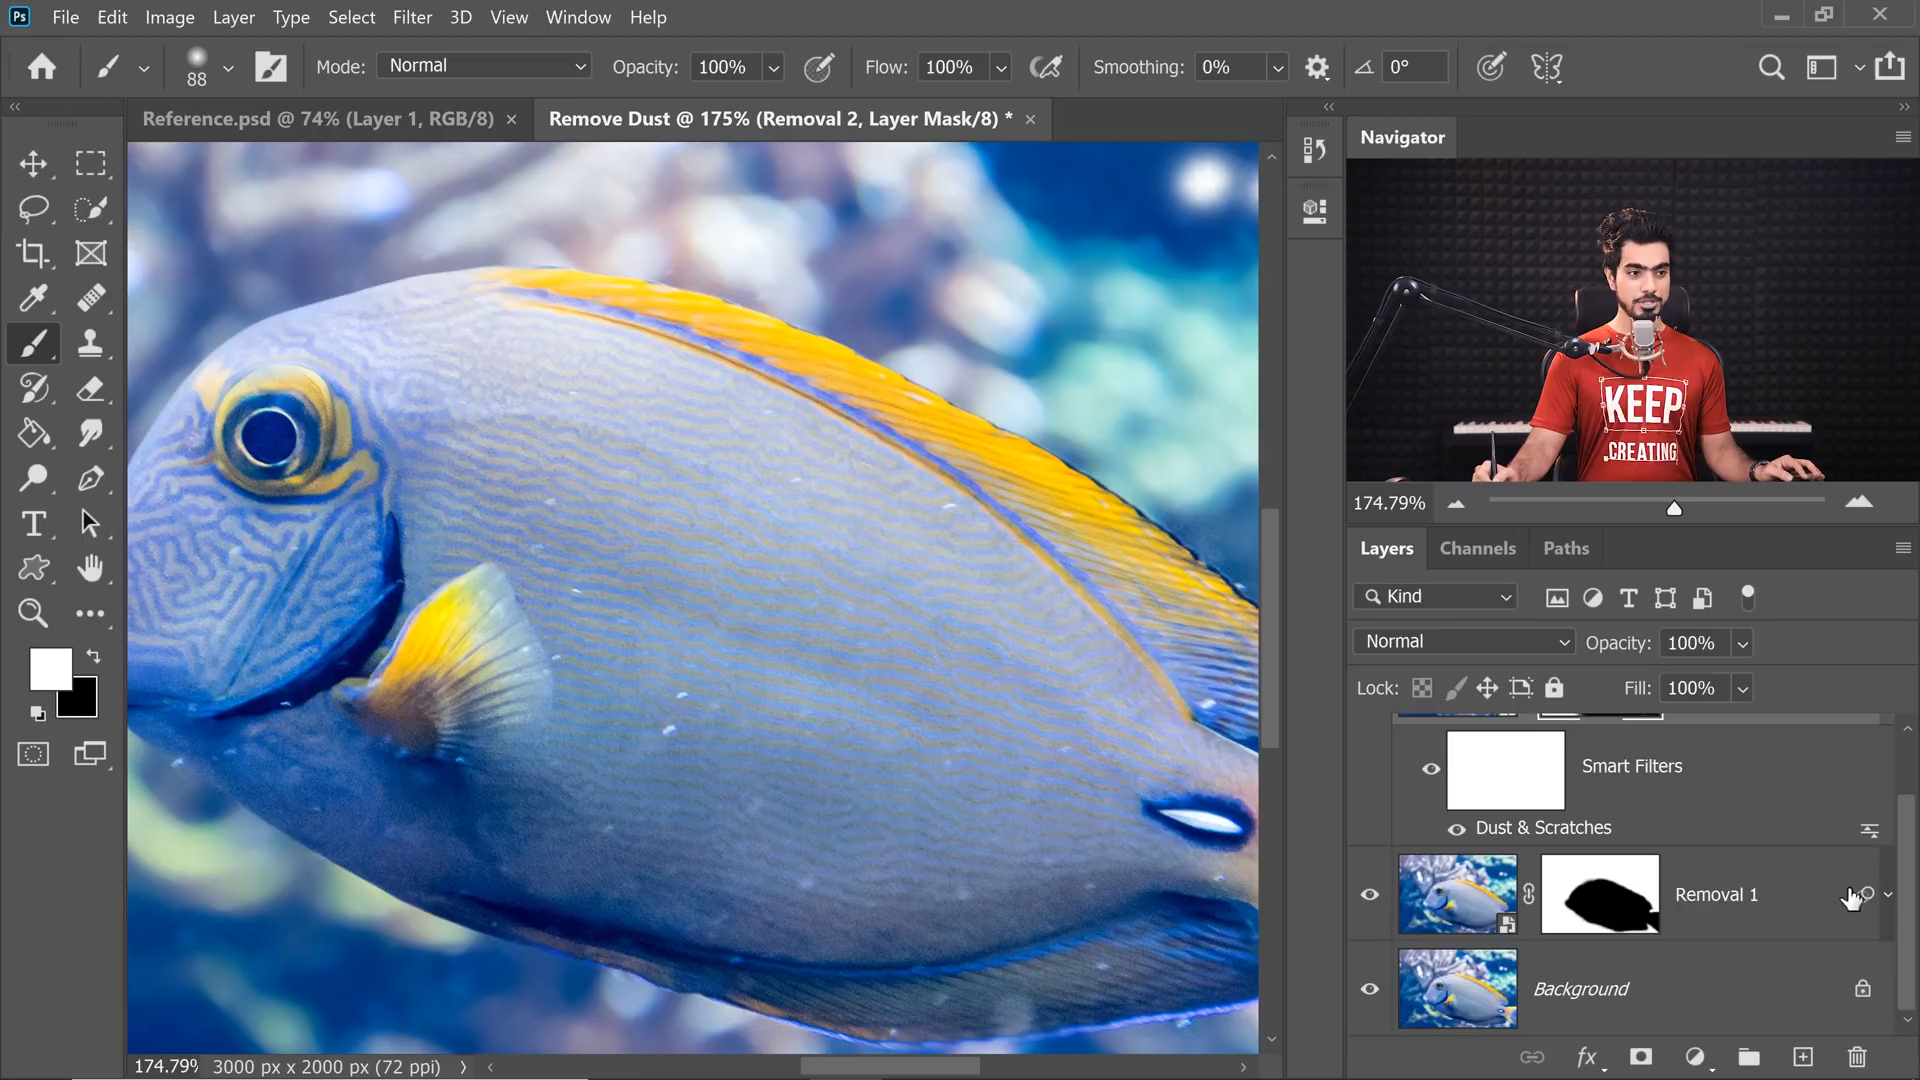 Ps File Edit Image Layer Type Select Filter 3D View Window Help
88 Mode: Normal Opacity: 100% Flow: 100% Smoothing: 0% 0°
Reference.psd @ 74% (Layer 1, RGB/8) × Remove Dust @ 175% (Removal 2, Layer Mask/8) * ×
Navigator
KEEP
CREATING
174.79%
Layers Channels Paths
Kind
Normal Opacity: 100%
Lock: Fill: 100%
Smart Filters
Dust & Scratches
Removal 1
Background
fx
174.79% 3000 px x 2000 px (72 ppi)